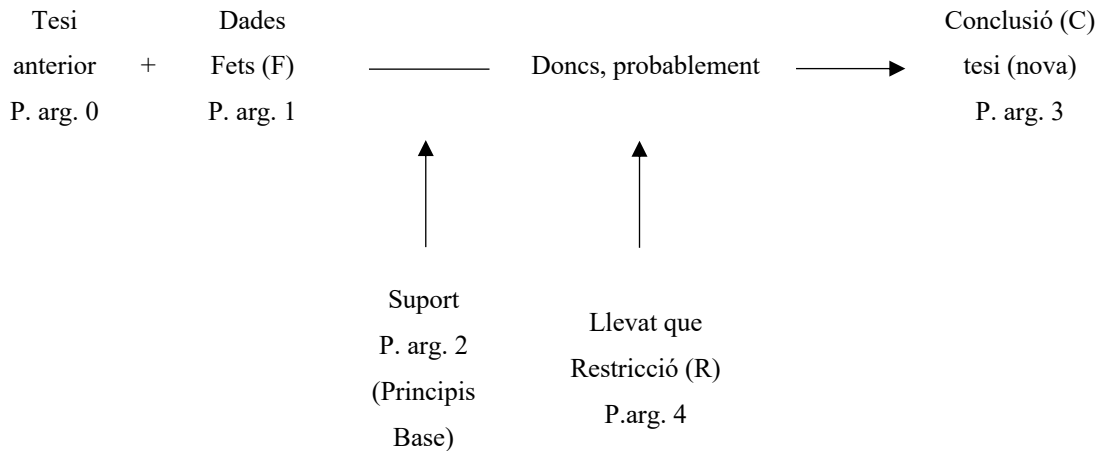 Tesi
anterior
P. arg. 0
+
Dades
Fets (F)
P. arg. 1
Doncs, probablement
Conclusió (C)
tesi (nova)
P. arg. 3
Suport
P. arg. 2
(Principis
Base)
Llevat que
Restricció (R)
P.arg. 4